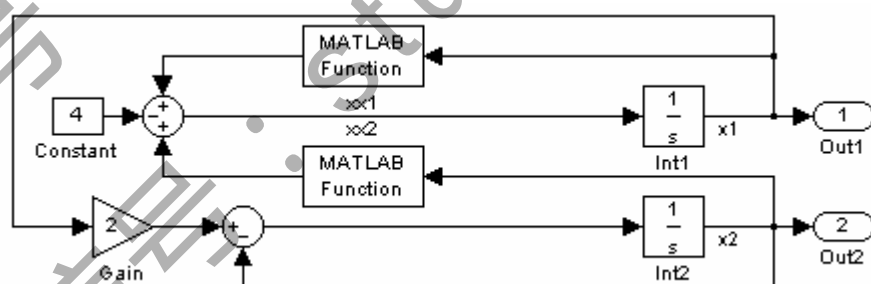 MATLAB
Function
4
Constant
+
−
+
xx1
xx2
1
s
Int1
x1
1
Out1
MATLAB
Function
2
Gain
+
−
1
s
Int2
x2
2
Out2